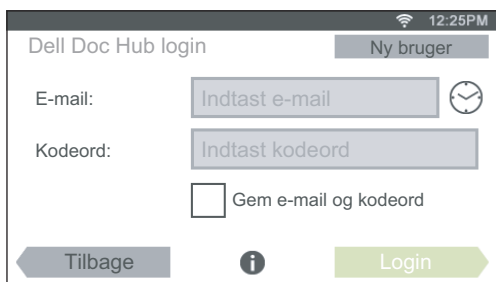 12:25PM
Dell Doc Hub login
Ny bruger
E-mail:
Indtast e-mail
Kodeord:
Indtast kodeord
Gem e-mail og kodeord
Tilbage
i
Login